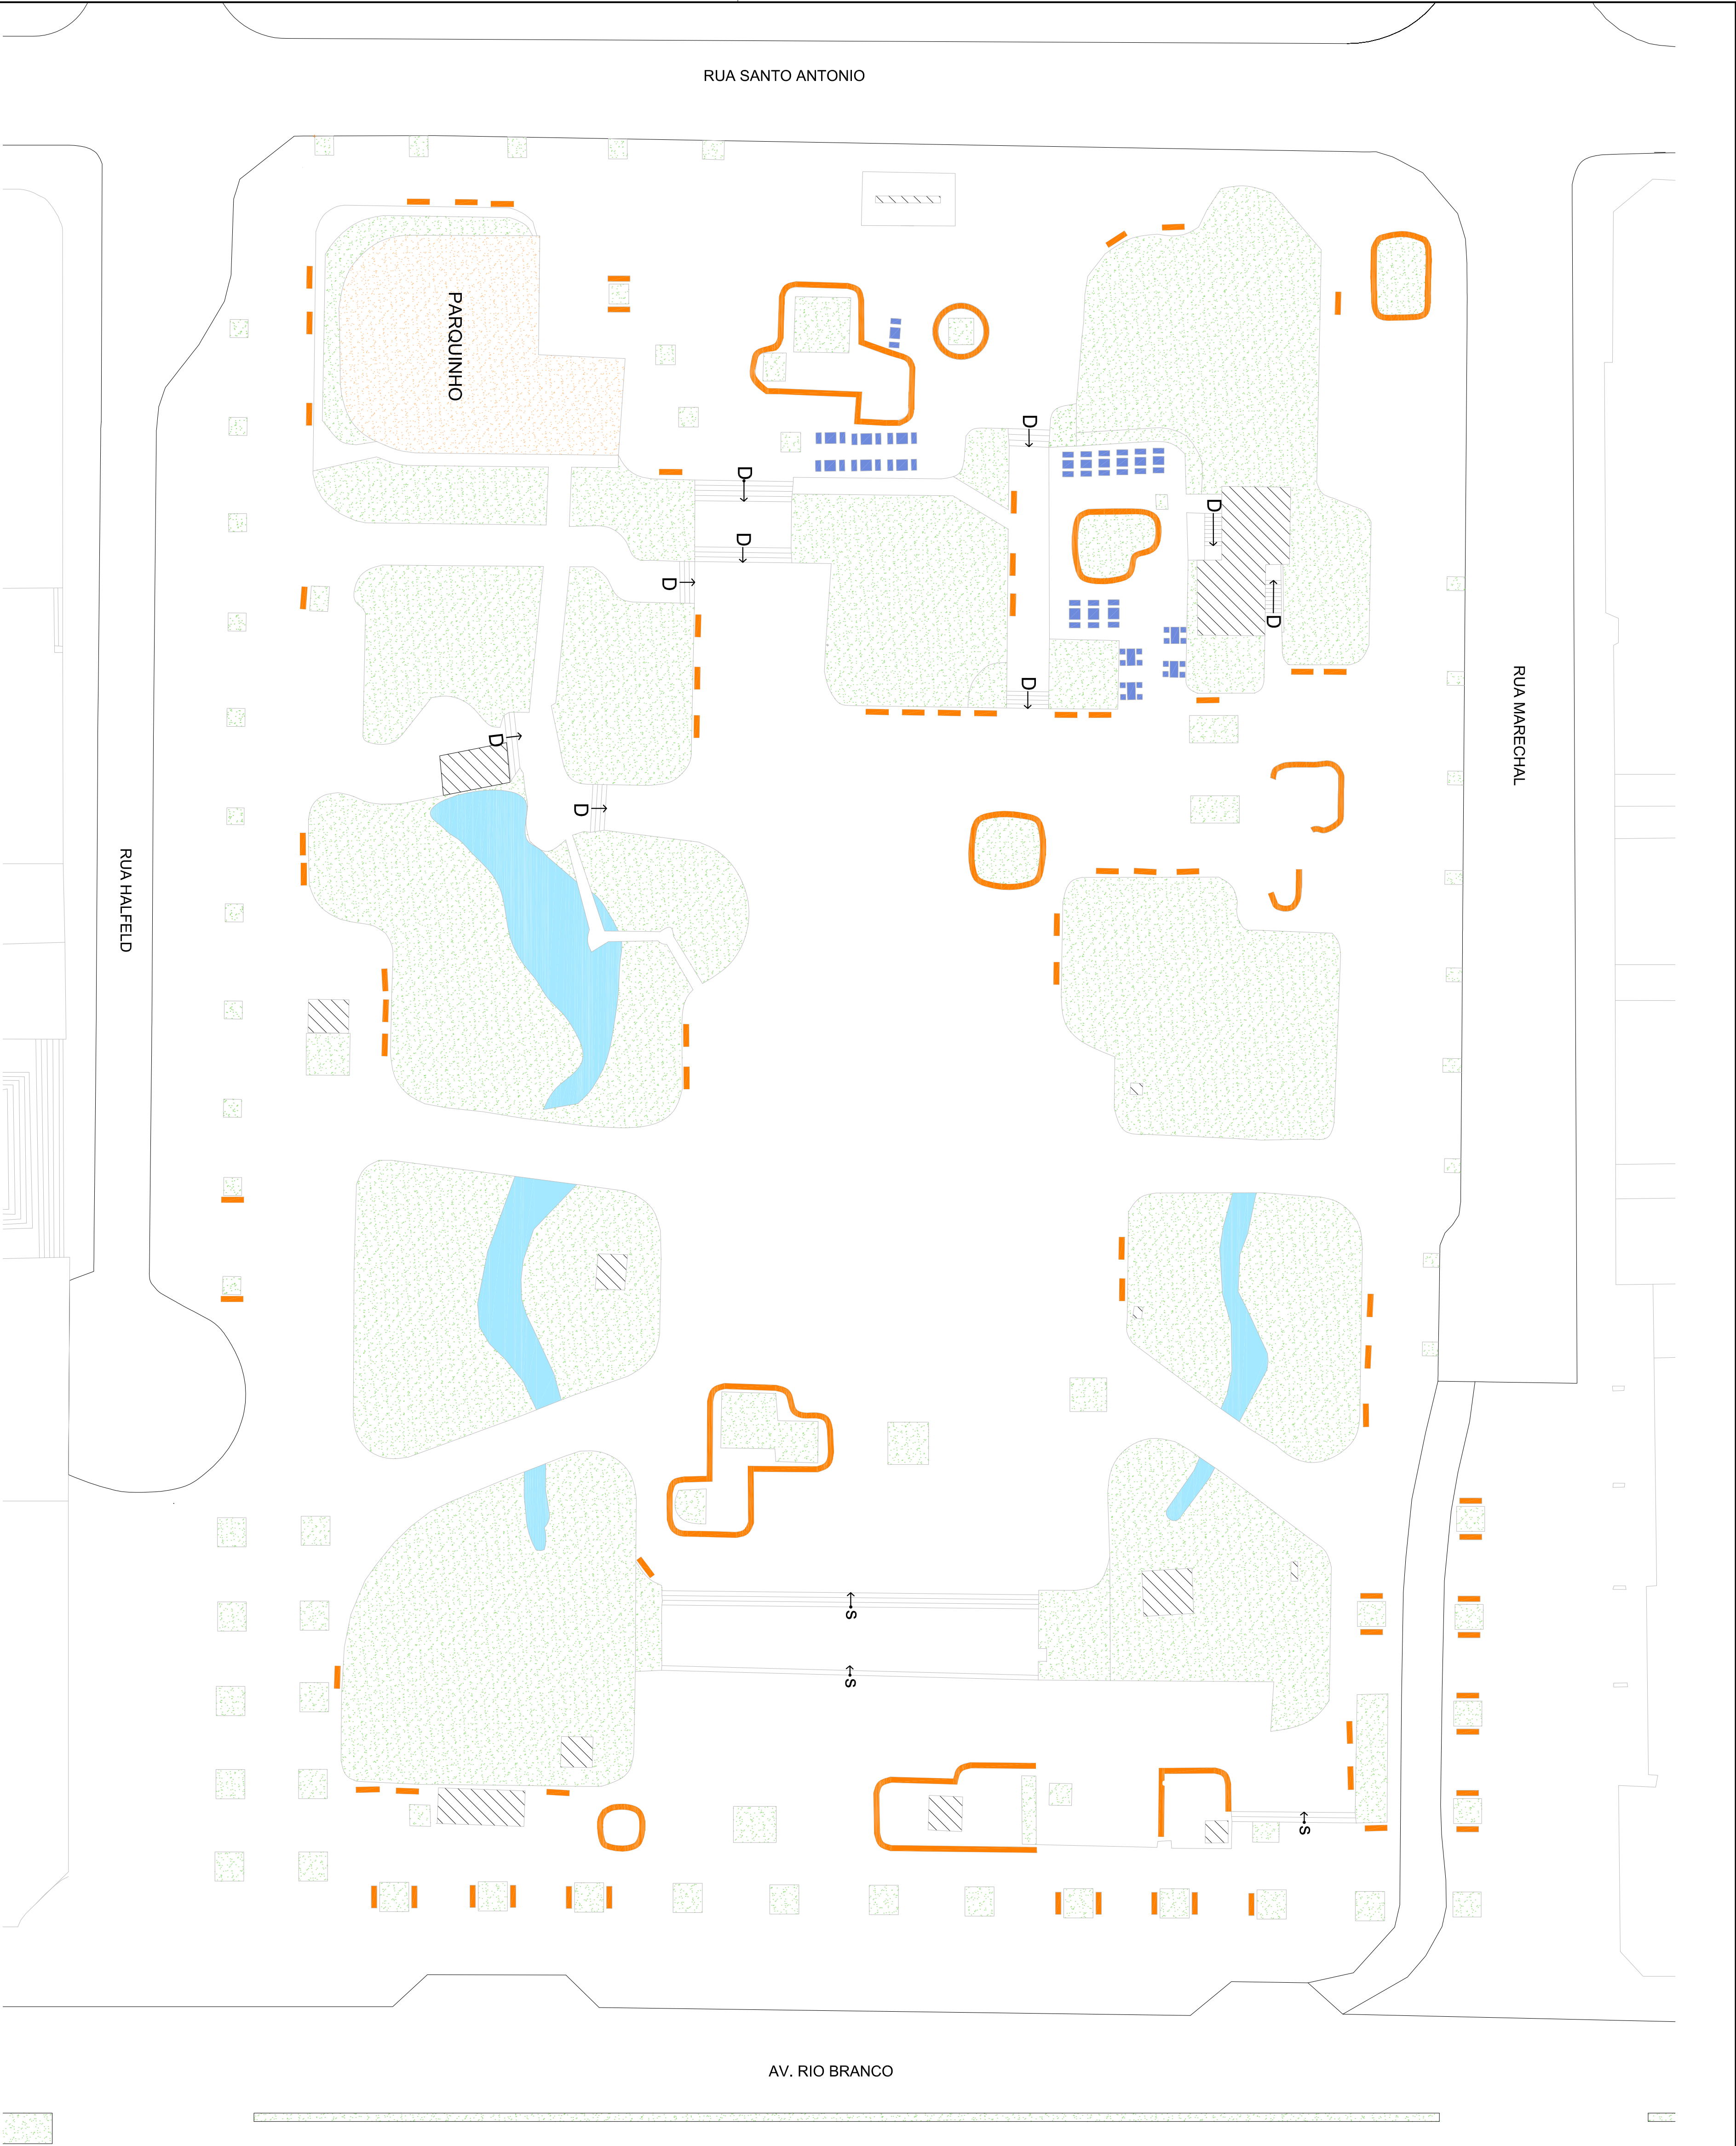 RUA SANTO ANTONIO
PARQUINHO
D
D
D
D
D
D
D
D
D
D
RUA MARECHAL
RUA HALFELD
S
S
S
AV. RIO BRANCO